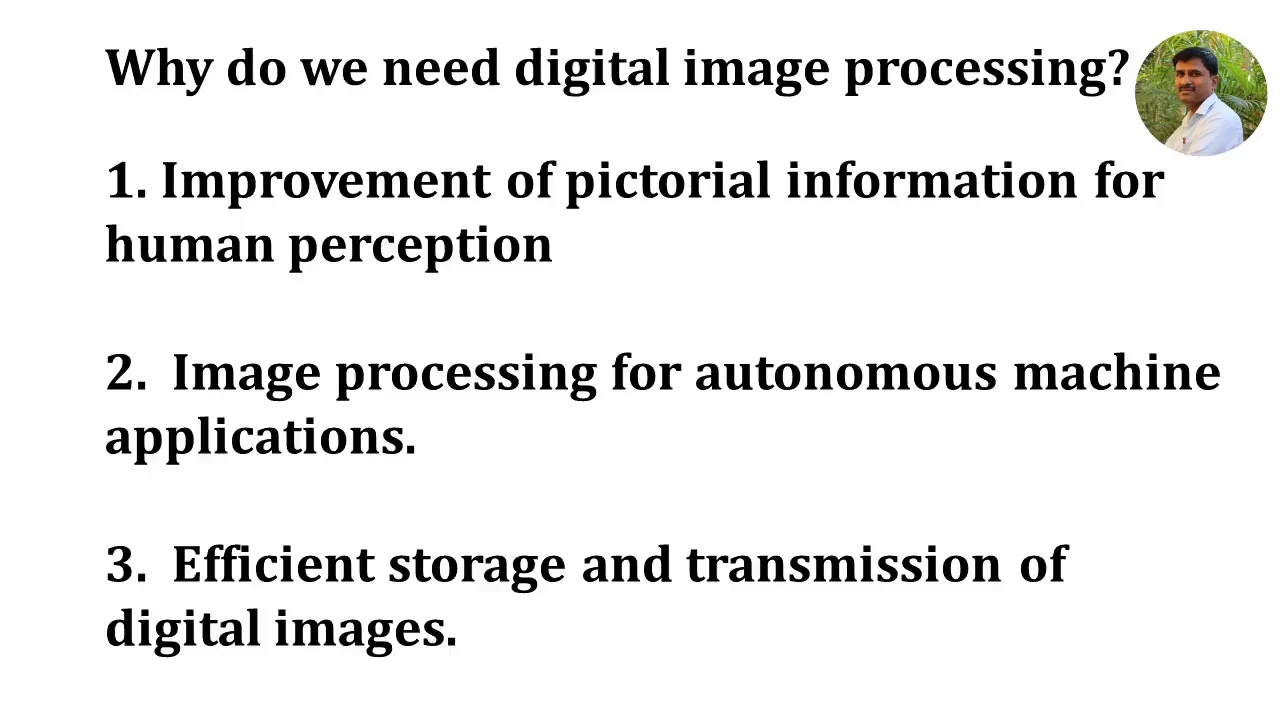 Why do we need digital image processing?
1. Improvement of pictorial information for
human perception
2. Image processing for autonomous machine
applications.
3. Efficient storage and transmission of
digital images.